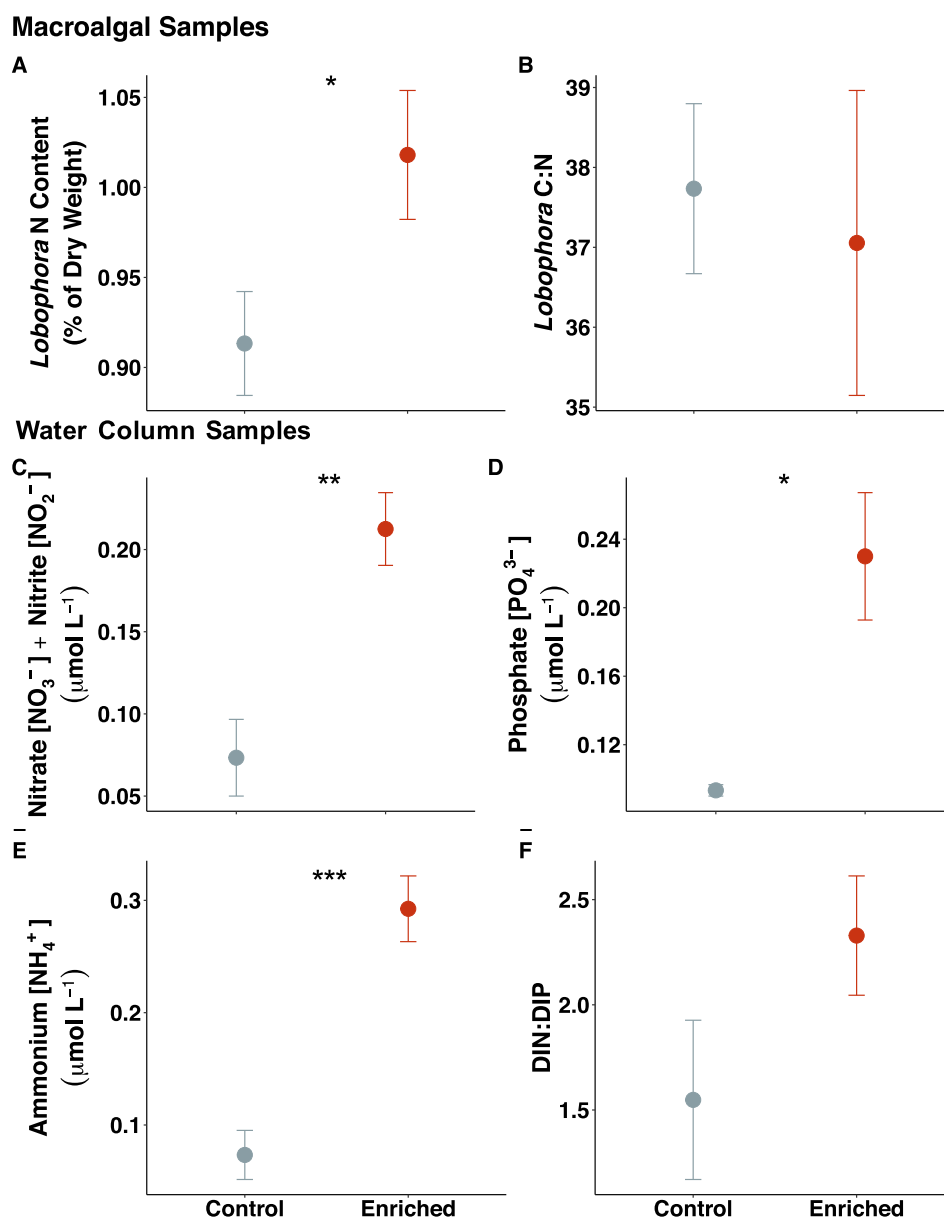 Macroalgal Samples
A
*
Lobophora N Content
(% of Dry Weight)
1.05
1.00
0.95
0.90
B
Lobophora C:N
39
38
37
36
35
Water Column Samples
C
**
Nitrate [NO₃⁻] + Nitrite [NO₂⁻]
(μmol L⁻¹)
0.20
0.15
0.10
0.05
D
*
Phosphate [PO₄³⁻]
(μmol L⁻¹)
0.24
0.20
0.16
0.12
E
***
Ammonium [NH₄⁺]
(μmol L⁻¹)
0.3
0.2
0.1
Control Enriched
F
DIN:DIP
2.5
2.0
1.5
Control Enriched